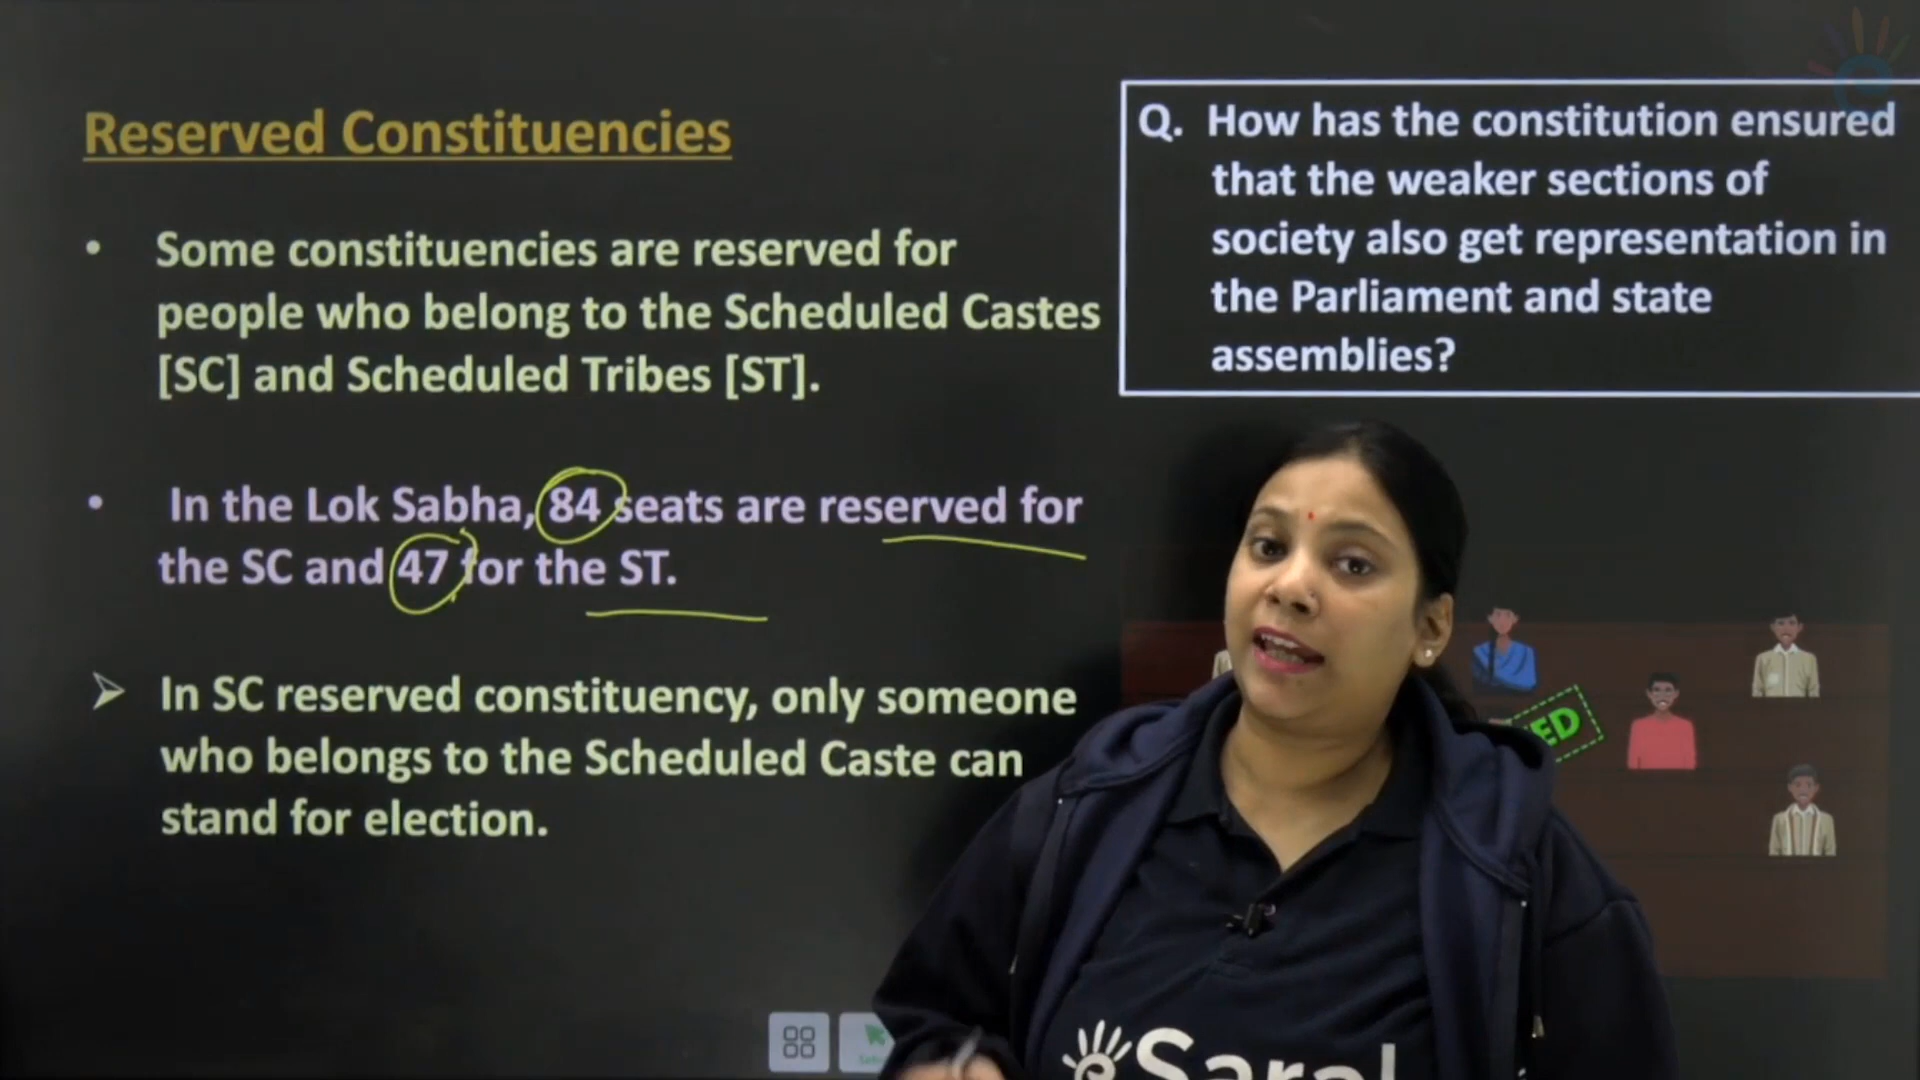 Reserved Constituencies
• Some constituencies are reserved for
people who belong to the Scheduled Castes
[SC] and Scheduled Tribes [ST].
• In the Lok Sabha, 84 seats are reserved for
the SC and 47 for the ST.
➢ In SC reserved constituency, only someone
who belongs to the Scheduled Caste can
stand for election.
Q. How has the constitution ensured
that the weaker sections of
society also get representation in
the Parliament and state
assemblies?
Saral